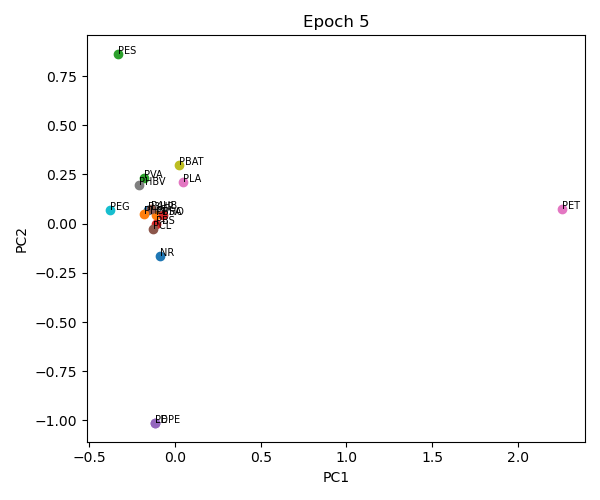 Epoch 5
PES
PBAT
PVA
PLA
PHBV
PEG
PET
PBS
PCL
NR
LDPE
0.75
0.50
0.25
0.00
−0.25
−0.50
−0.75
−1.00
PC2
−0.5
0.0
0.5
1.0
1.5
2.0
PC1